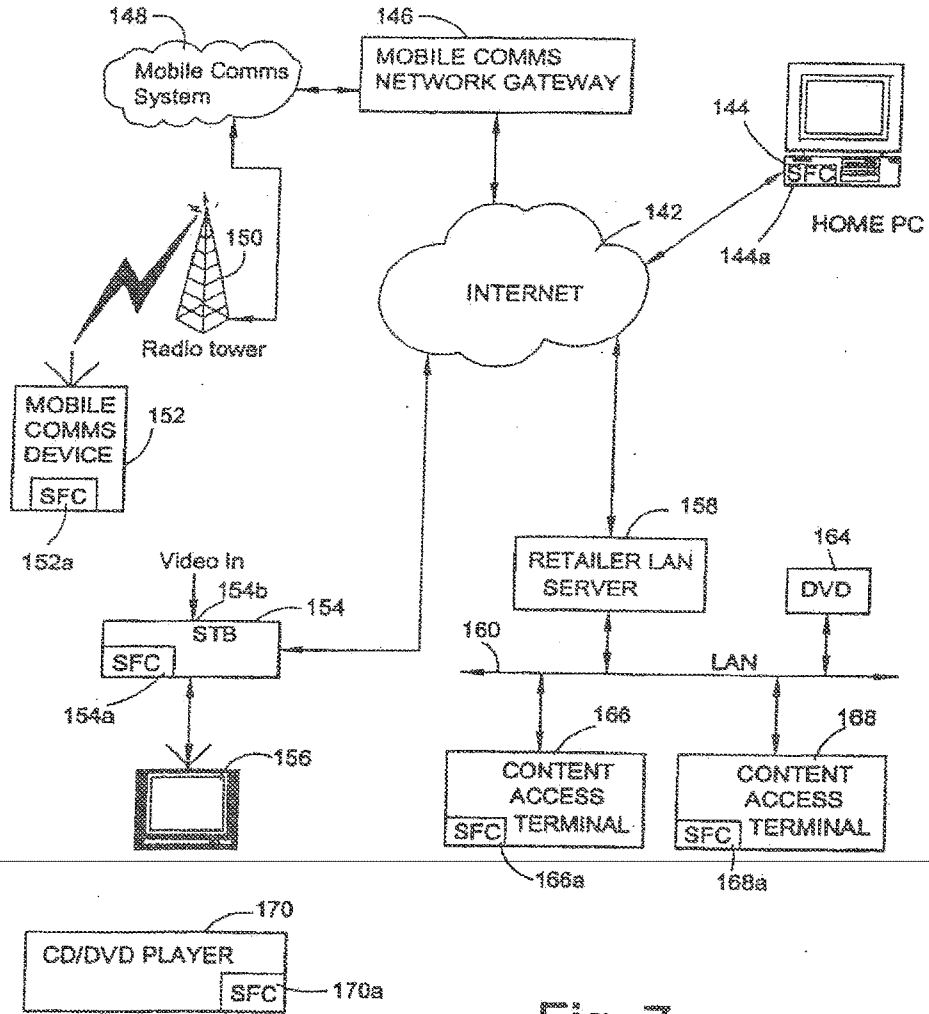 148
146
Mobile Comms
System
MOBILE COMMS
NETWORK GATEWAY
144
SFC
144a
HOME PC
142
INTERNET
150
Radio tower
MOBILE
COMMS
DEVICE
SFC
152
152a
Video In
154b
154
STB
SFC
154a
156
158
RETAILER LAN
SERVER
164
DVD
160
LAN
166
CONTENT
ACCESS
TERMINAL
SFC
166a
168
CONTENT
ACCESS
TERMINAL
SFC
168a
170
CD/DVD PLAYER
SFC
170a